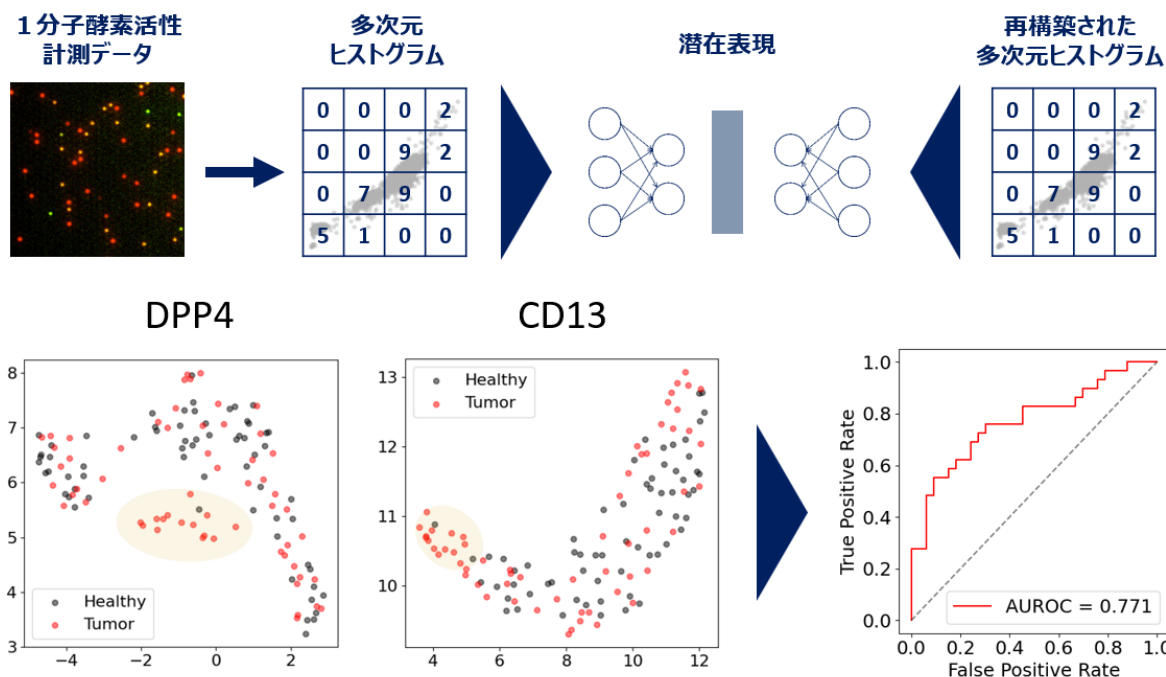 １分子酵素活性
計測データ
多次元
ヒストグラム
潜在表現
再構築された
多次元ヒストグラム
0 0 0 2
0 0 9 2
0 7 9 0
5 1 0 0
0 0 0 2
0 0 9 2
0 7 9 0
5 1 0 0
DPP4
8
7
6
5
4
3
−4 −2 0 2
Healthy
Tumor
CD13
13
12
11
10
4 6 8 10 12
Healthy
Tumor
True Positive Rate
1.0
0.8
0.6
0.4
0.2
0.0
AUROC = 0.771
0.0 0.2 0.4 0.6 0.8 1.0
False Positive Rate